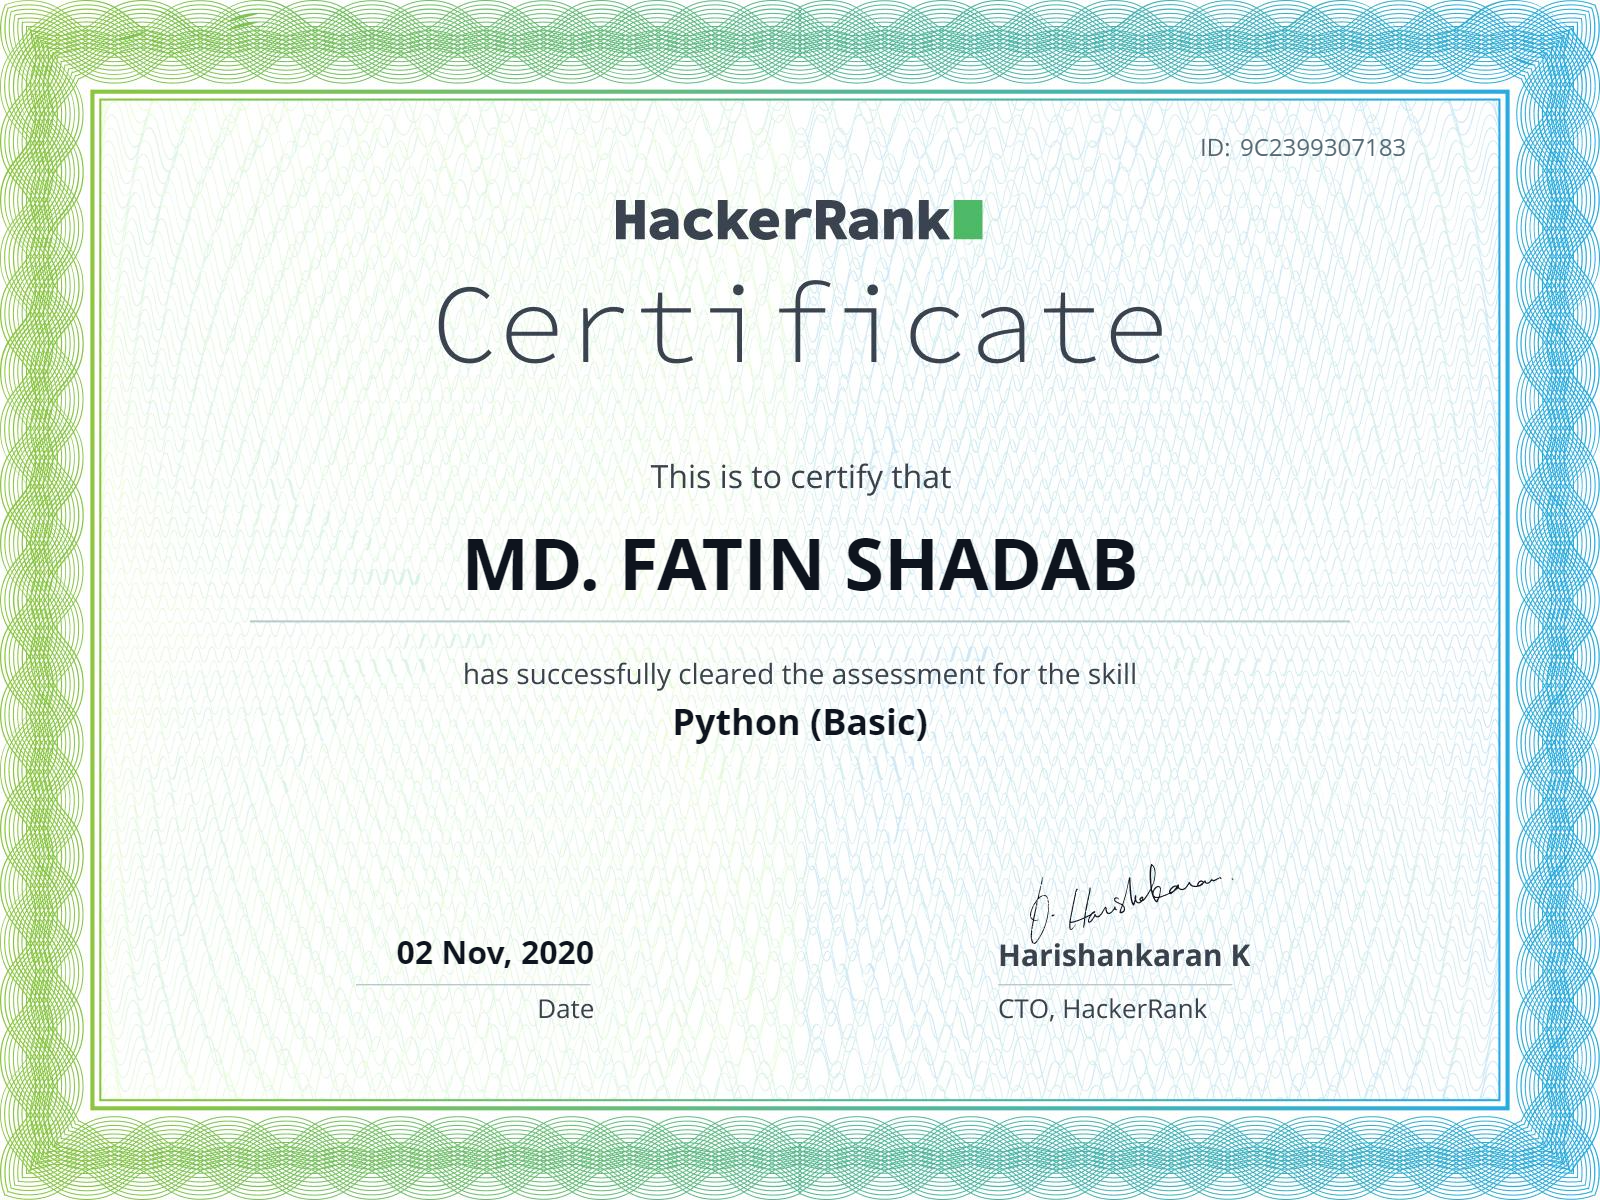 ID: 9C2399307183
HackerRank
Certificate
This is to certify that
MD. FATIN SHADAB
has successfully cleared the assessment for the skill
Python (Basic)
02 Nov, 2020
Date
Harishankaran K
CTO, HackerRank